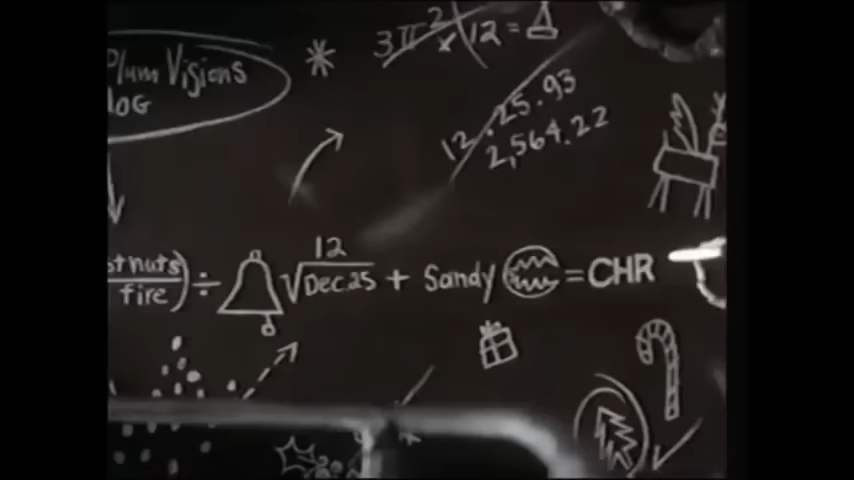 Plum Visions
LOG
3π² x 12 =
12.25.93
2,564.22
12
stnuts) ÷ √Dec.25 + Sandy = CHR
fire